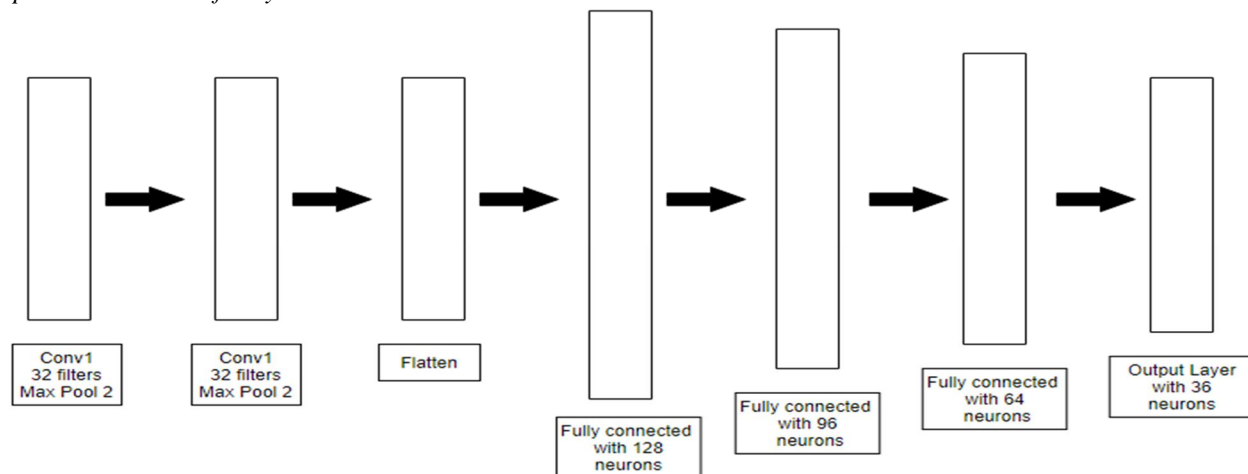 Conv1
32 filters
Max Pool 2
Conv1
32 filters
Max Pool 2
Flatten
Fully connected
with 128
neurons
Fully connected
with 96
neurons
Fully connected
with 64
neurons
Output Layer
with 36
neurons